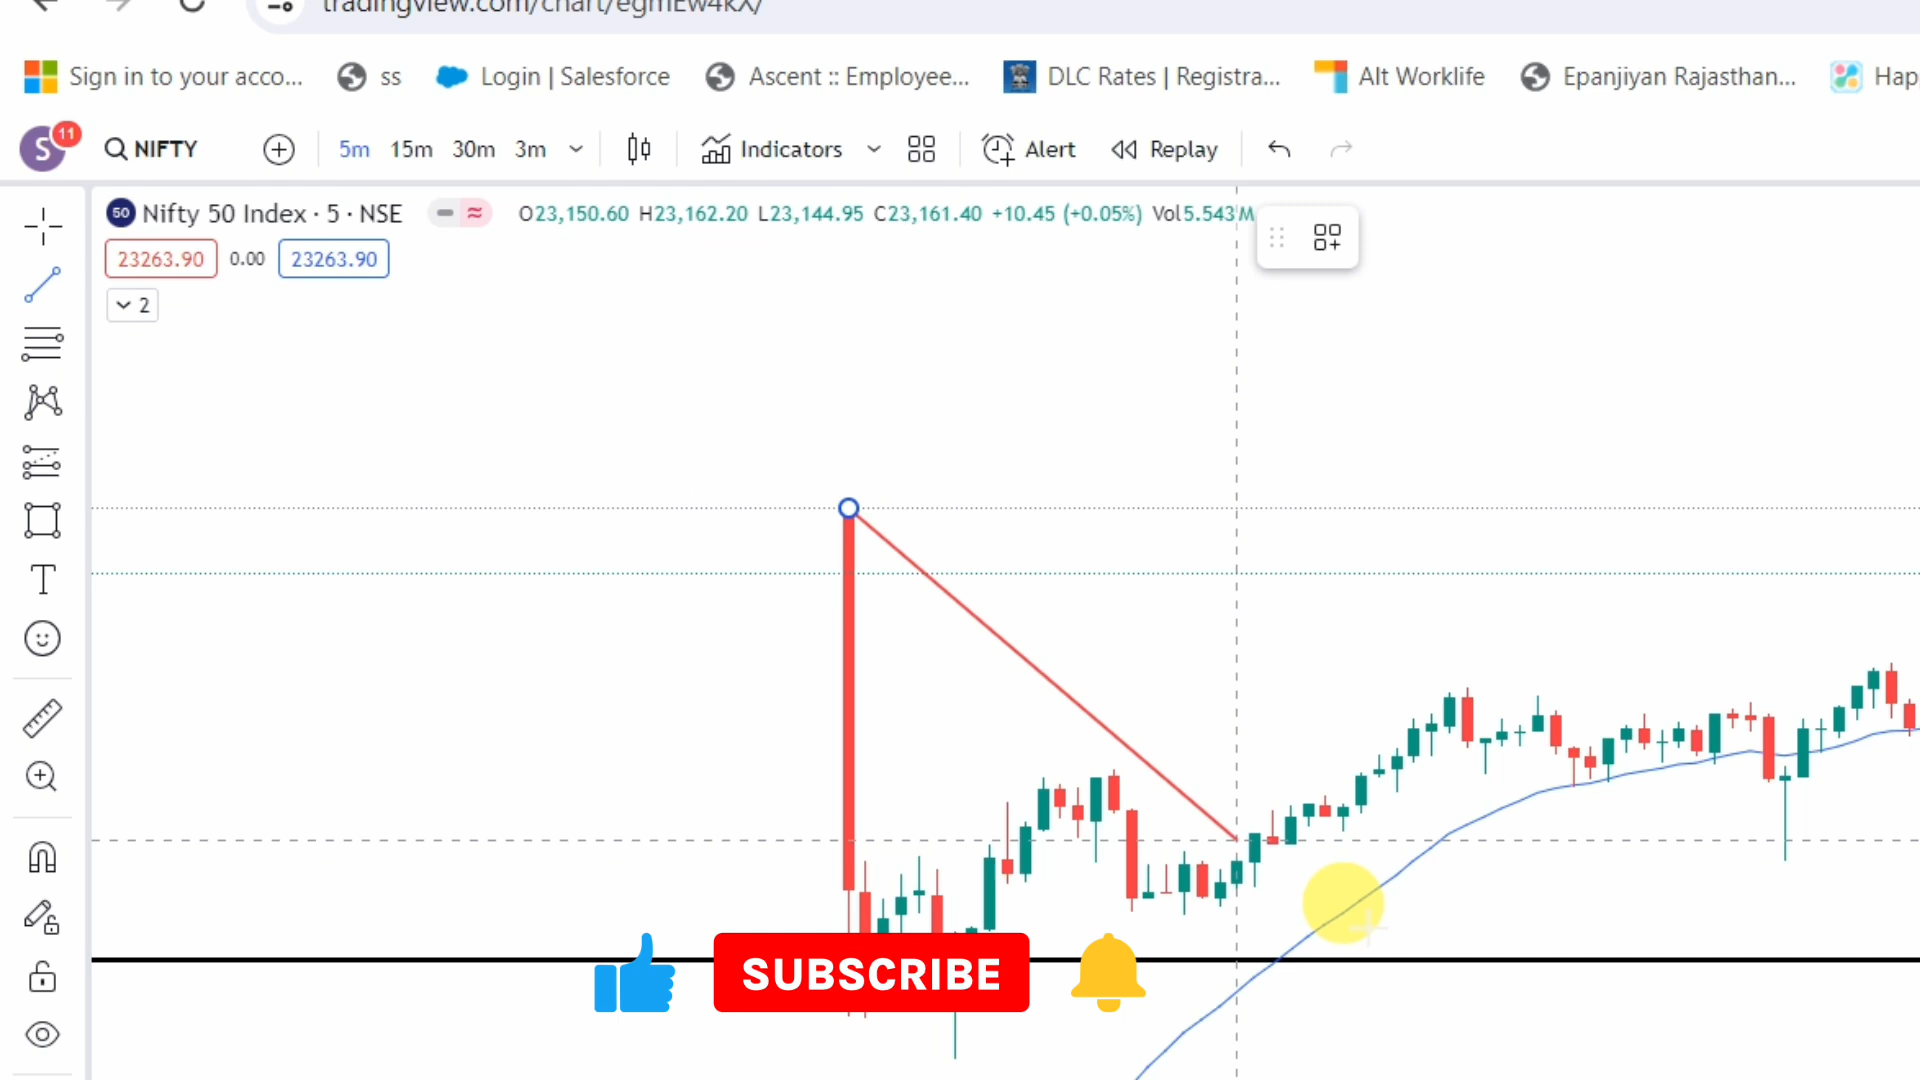 tradingview.com/chart/egmEw4kX/
Sign in to your acco... ss Login | Salesforce Ascent :: Employee... DLC Rates | Registra... Alt Worklife Epanjiyan Rajasthan... Hap
S 11 NIFTY 5m 15m 30m 3m Indicators Alert Replay
50 Nifty 50 Index · 5 · NSE O23,150.60 H23,162.20 L23,144.95 C23,161.40 +10.45 (+0.05%) Vol5.543 M
23263.90 0.00 23263.90
2
T
SUBSCRIBE